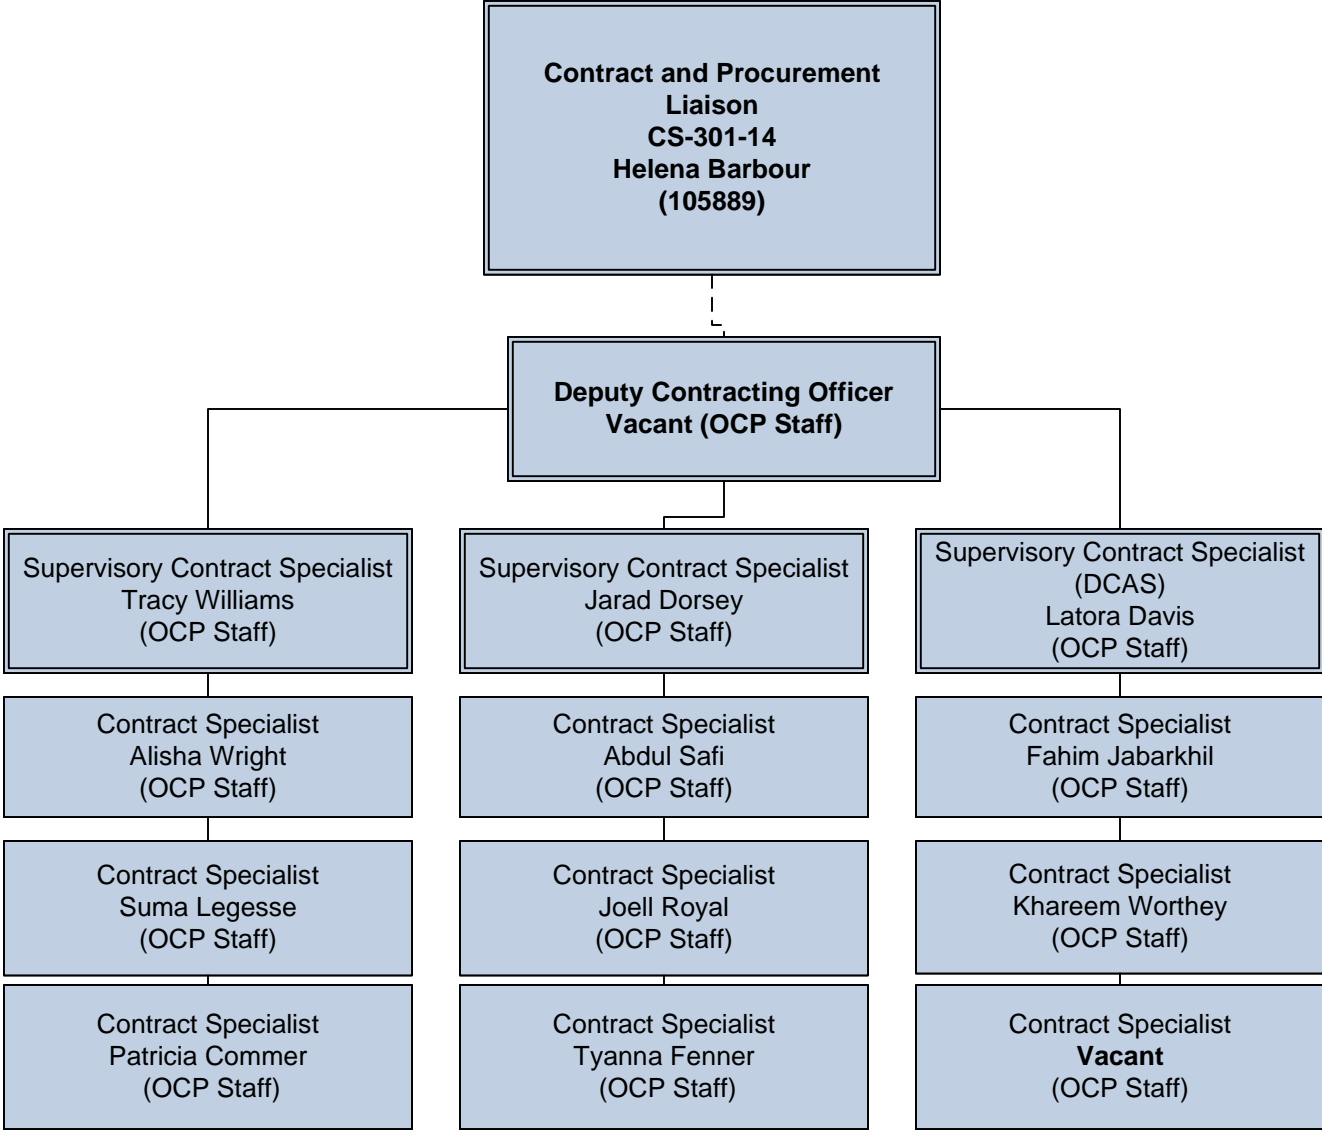 Contract and Procurement
Liaison
CS-301-14
Helena Barbour
(105889)
Deputy Contracting Officer
Vacant (OCP Staff)
Supervisory Contract Specialist
Tracy Williams
(OCP Staff)
Supervisory Contract Specialist
Jarad Dorsey
(OCP Staff)
Supervisory Contract Specialist
(DCAS)
Latora Davis
(OCP Staff)
Contract Specialist
Alisha Wright
(OCP Staff)
Contract Specialist
Abdul Safi
(OCP Staff)
Contract Specialist
Fahim Jabarkhil
(OCP Staff)
Contract Specialist
Suma Legesse
(OCP Staff)
Contract Specialist
Joell Royal
(OCP Staff)
Contract Specialist
Khareem Worthey
(OCP Staff)
Contract Specialist
Patricia Commer
(OCP Staff)
Contract Specialist
Tyanna Fenner
(OCP Staff)
Contract Specialist
Vacant
(OCP Staff)